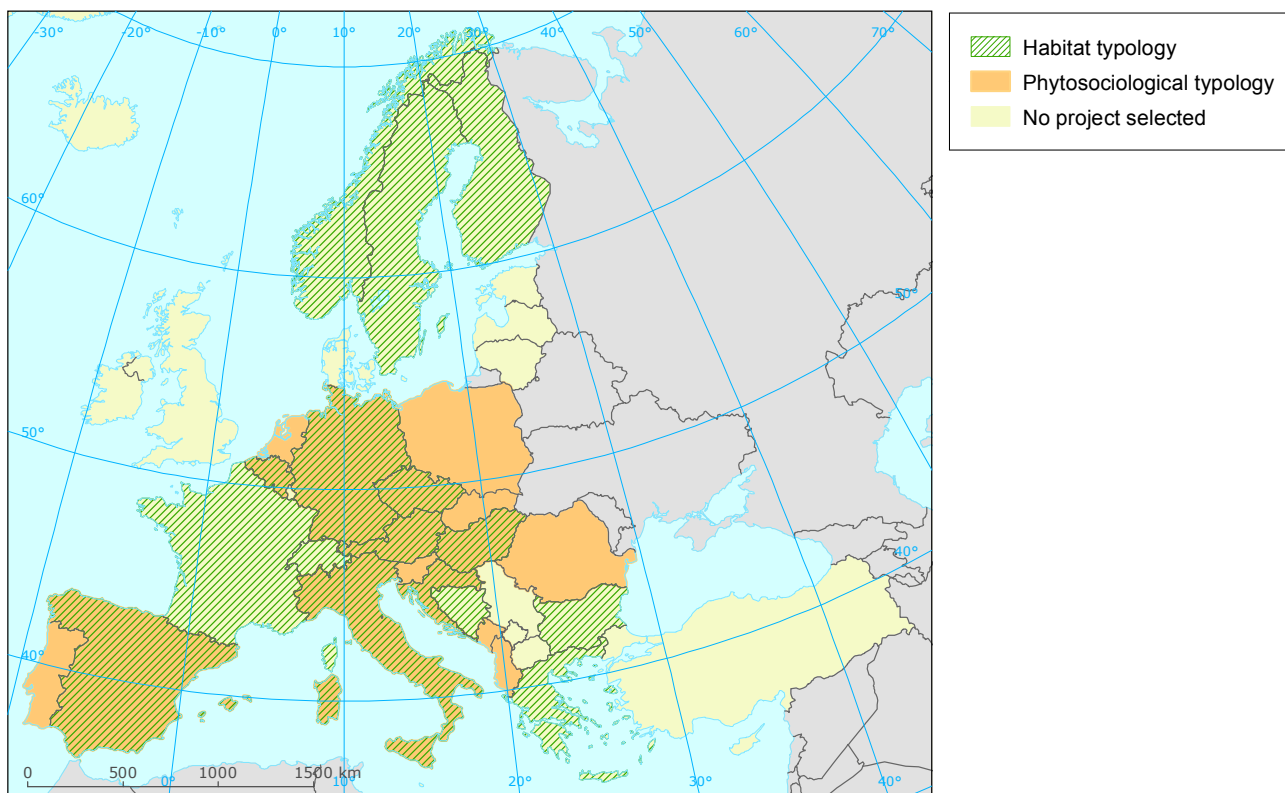 -30° -20° -10° -0° 10° 20° 30° 40° 50° 60° 70°
60°
50°
50°
40°
40°
0 500 1000 1500 km
0° 10° 20° 30° 40°
Habitat typology
Phytosociological typology
No project selected